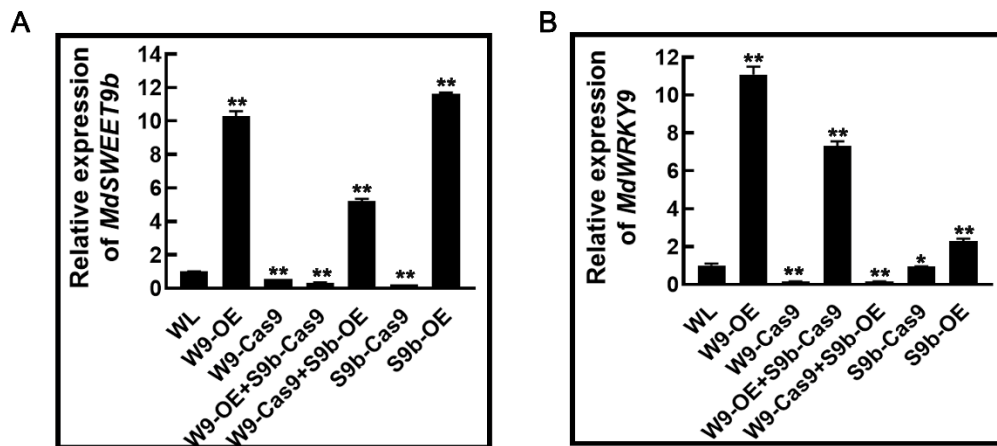 A
Relative expression
of MdSWEET9b
14
12
10
8
6
4
2
0
**
**
**
**
**
**
WL
W9-OE
W9-Cas9
W9-OE+S9b-Cas9
W9-Cas9+S9b-OE
S9b-Cas9
S9b-OE
B
Relative expression
of MdWRKY9
12
10
8
6
4
2
0
**
**
**
**
*
**
WL
W9-OE
W9-Cas9
W9-OE+S9b-Cas9
W9-Cas9+S9b-OE
S9b-Cas9
S9b-OE